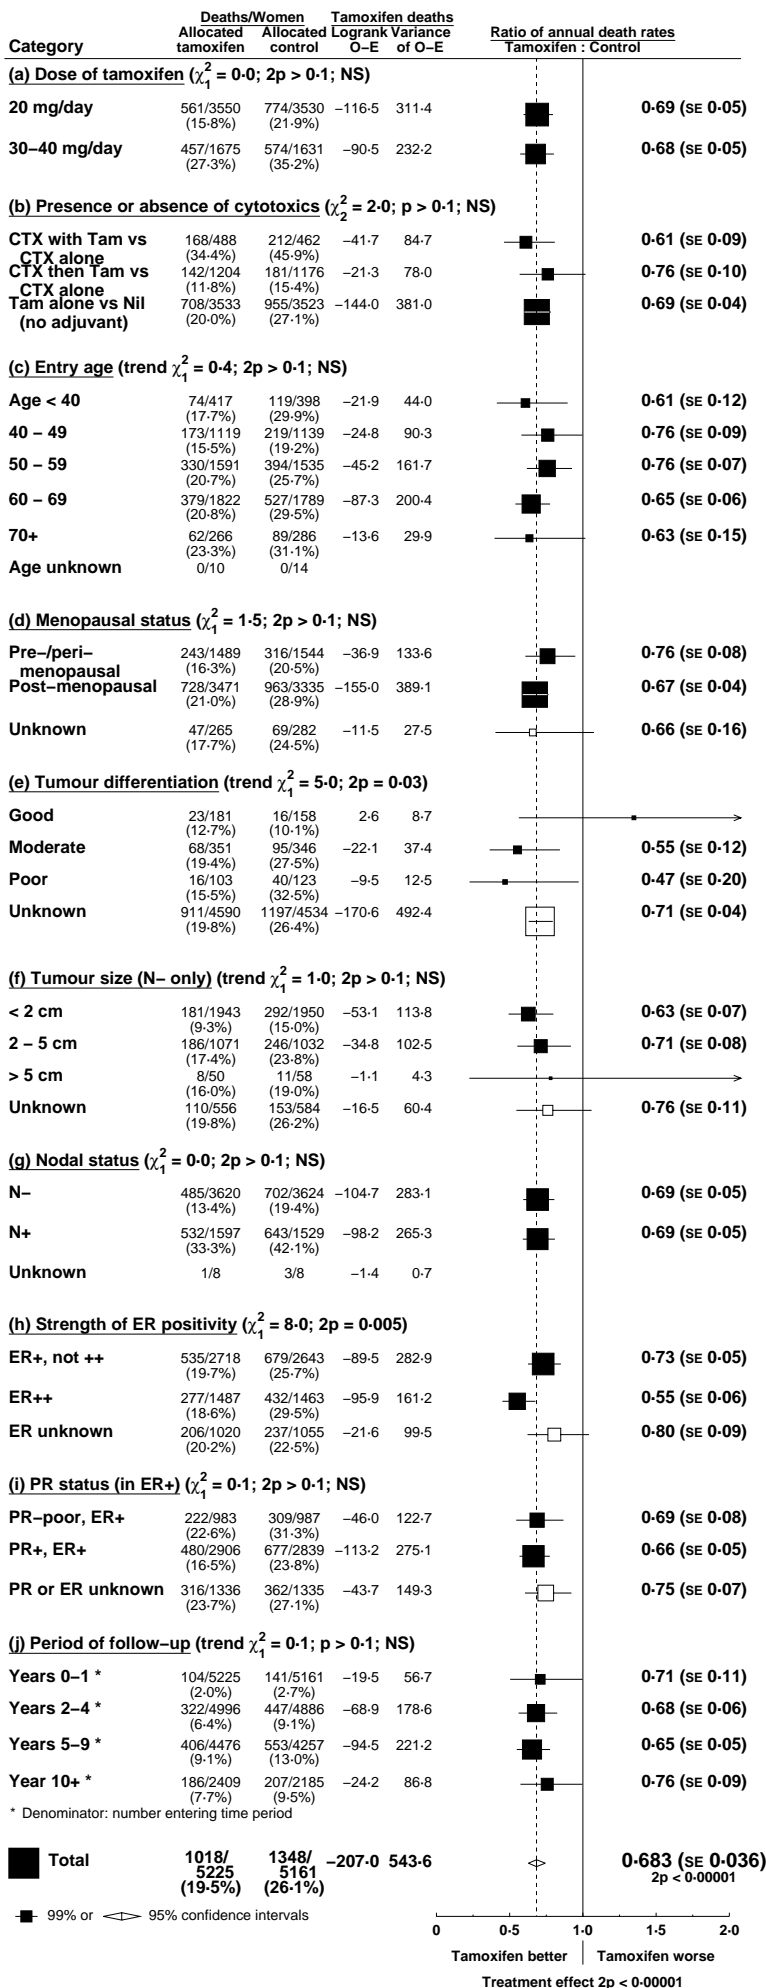 Deaths/Women Tamoxifen deaths
Allocated Allocated Logrank Variance Ratio of annual death rates
Category tamoxifen control O–E of O–E Tamoxifen : Control
(a) Dose of tamoxifen (χ²₁ = 0·0; 2p > 0·1; NS)
20 mg/day 561/3550 774/3530 –116·5 311·4 0·69 (SE 0·05)
(15·8%) (21·9%)
30–40 mg/day 457/1675 574/1631 –90·5 232·2 0·68 (SE 0·05)
(27·3%) (35·2%)
(b) Presence or absence of cytotoxics (χ²₂ = 2·0; p > 0·1; NS)
CTX with Tam vs 168/488 212/462 –41·7 84·7 0·61 (SE 0·09)
CTX alone (34·4%) (45·9%)
CTX then Tam vs 142/1204 181/1176 –21·3 78·0 0·76 (SE 0·10)
CTX alone (11·8%) (15·4%)
Tam alone vs Nil 708/3533 955/3523 –144·0 381·0 0·69 (SE 0·04)
(no adjuvant) (20·0%) (27·1%)
(c) Entry age (trend χ²₁ = 0·4; 2p > 0·1; NS)
Age < 40 74/417 119/398 –21·9 44·0 0·61 (SE 0·12)
(17·7%) (29·9%)
40 – 49 173/1119 219/1139 –24·8 90·3 0·76 (SE 0·09)
(15·5%) (19·2%)
50 – 59 330/1591 394/1535 –45·2 161·7 0·76 (SE 0·07)
(20·7%) (25·7%)
60 – 69 379/1822 527/1789 –87·3 200·4 0·65 (SE 0·06)
(20·8%) (29·5%)
70+ 62/266 89/286 –13·6 29·9 0·63 (SE 0·15)
(23·3%) (31·1%)
Age unknown 0/10 0/14
(d) Menopausal status (χ²₁ = 1·5; 2p > 0·1; NS)
Pre–/peri– 243/1489 316/1544 –36·9 133·6 0·76 (SE 0·08)
menopausal (16·3%) (20·5%)
Post–menopausal 728/3471 963/3335 –155·0 389·1 0·67 (SE 0·04)
(21·0%) (28·9%)
Unknown 47/265 69/282 –11·5 27·5 0·66 (SE 0·16)
(17·7%) (24·5%)
(e) Tumour differentiation (trend χ²₁ = 5·0; 2p = 0·03)
Good 23/181 16/158 2·6 8·7
(12·7%) (10·1%)
Moderate 68/351 95/346 –22·1 37·4 0·55 (SE 0·12)
(19·4%) (27·5%)
Poor 16/103 40/123 –9·5 12·5 0·47 (SE 0·20)
(15·5%) (32·5%)
Unknown 911/4590 1197/4534 –170·6 492·4 0·71 (SE 0·04)
(19·8%) (26·4%)
(f) Tumour size (N– only) (trend χ²₁ = 1·0; 2p > 0·1; NS)
< 2 cm 181/1943 292/1950 –53·1 113·8 0·63 (SE 0·07)
(9·3%) (15·0%)
2 – 5 cm 186/1071 246/1032 –34·8 102·5 0·71 (SE 0·08)
(17·4%) (23·8%)
> 5 cm 8/50 11/58 –1·1 4·3
(16·0%) (19·0%)
Unknown 110/556 153/584 –16·5 60·4 0·76 (SE 0·11)
(19·8%) (26·2%)
(g) Nodal status (χ²₁ = 0·0; 2p > 0·1; NS)
N– 485/3620 702/3624 –104·7 283·1 0·69 (SE 0·05)
(13·4%) (19·4%)
N+ 532/1597 643/1529 –98·2 265·3 0·69 (SE 0·05)
(33·3%) (42·1%)
Unknown 1/8 3/8 –1·4 0·7
(h) Strength of ER positivity (χ²₁ = 8·0; 2p = 0·005)
ER+, not ++ 535/2718 679/2643 –89·5 282·9 0·73 (SE 0·05)
(19·7%) (25·7%)
ER++ 277/1487 432/1463 –95·9 161·2 0·55 (SE 0·06)
(18·6%) (29·5%)
ER unknown 206/1020 237/1055 –21·6 99·5 0·80 (SE 0·09)
(20·2%) (22·5%)
(i) PR status (in ER+) (χ²₁ = 0·1; 2p > 0·1; NS)
PR–poor, ER+ 222/983 309/987 –46·0 122·7 0·69 (SE 0·08)
(22·6%) (31·3%)
PR+, ER+ 480/2906 677/2839 –113·2 275·1 0·66 (SE 0·05)
(16·5%) (23·8%)
PR or ER unknown 316/1336 362/1335 –43·7 149·3 0·75 (SE 0·07)
(23·7%) (27·1%)
(j) Period of follow–up (trend χ²₁ = 0·1; p > 0·1; NS)
Years 0–1 * 104/5225 141/5161 –19·5 56·7 0·71 (SE 0·11)
(2·0%) (2·7%)
Years 2–4 * 322/4996 447/4886 –68·9 178·6 0·68 (SE 0·06)
(6·4%) (9·1%)
Years 5–9 * 406/4476 553/4257 –94·5 221·2 0·65 (SE 0·05)
(9·1%) (13·0%)
Year 10+ * 186/2409 207/2185 –24·2 86·8 0·76 (SE 0·09)
(7·7%) (9·5%)
* Denominator: number entering time period
Total 1018/ 1348/ –207·0 543·6 0·683 (SE 0·036)
5225 5161 2p < 0·00001
(19·5%) (26·1%)
99% or 95% confidence intervals
0 0·5 1·0 1·5 2·0
Tamoxifen better Tamoxifen worse
Treatment effect 2p < 0·00001